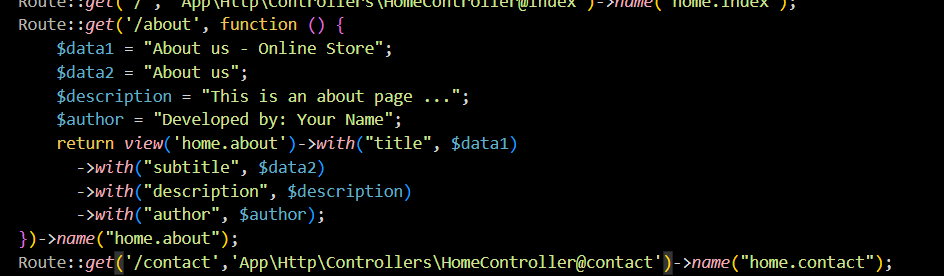 Route::get('/', 'App\Http\Controllers\HomeController@index')->name("home.index");
Route::get('/about', function () {
    $data1 = "About us - Online Store";
    $data2 = "About us";
    $description = "This is an about page ...";
    $author = "Developed by: Your Name";
    return view('home.about')->with("title", $data1)
      ->with("subtitle", $data2)
      ->with("description", $description)
      ->with("author", $author);
})->name("home.about");
Route::get('/contact','App\Http\Controllers\HomeController@contact')->name("home.contact");